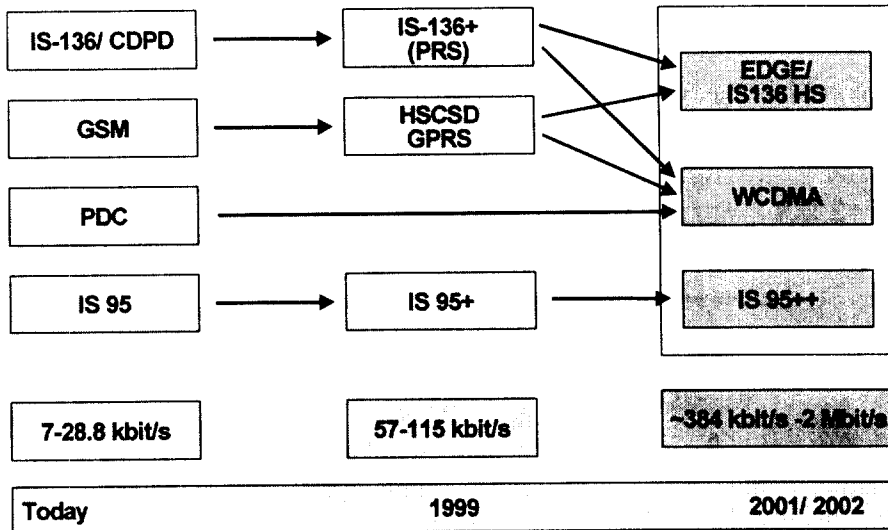 IS-136/ CDPD
IS-136+
(PRS)
EDGE/
IS136 HS
GSM
HSCSD
GPRS
PDC
WCDMA
IS 95
IS 95+
IS 95++
7-28.8 kbit/s
57-115 kbit/s
~384 kbit/s -2 Mbit/s
Today
1999
2001/ 2002